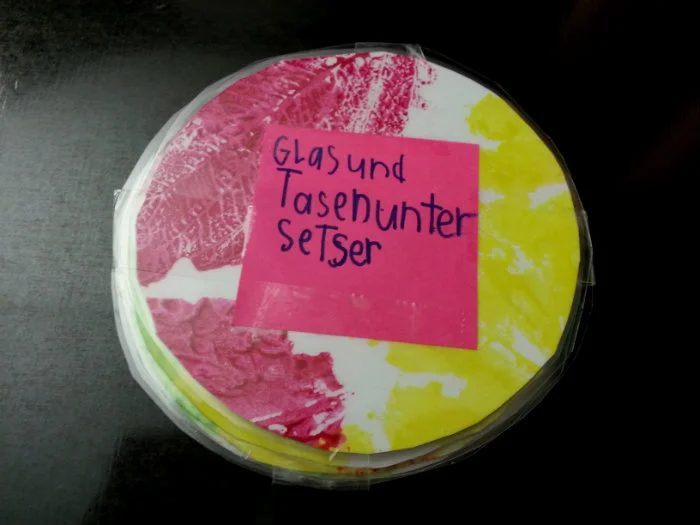 Glas und
Tasenunter
seTser